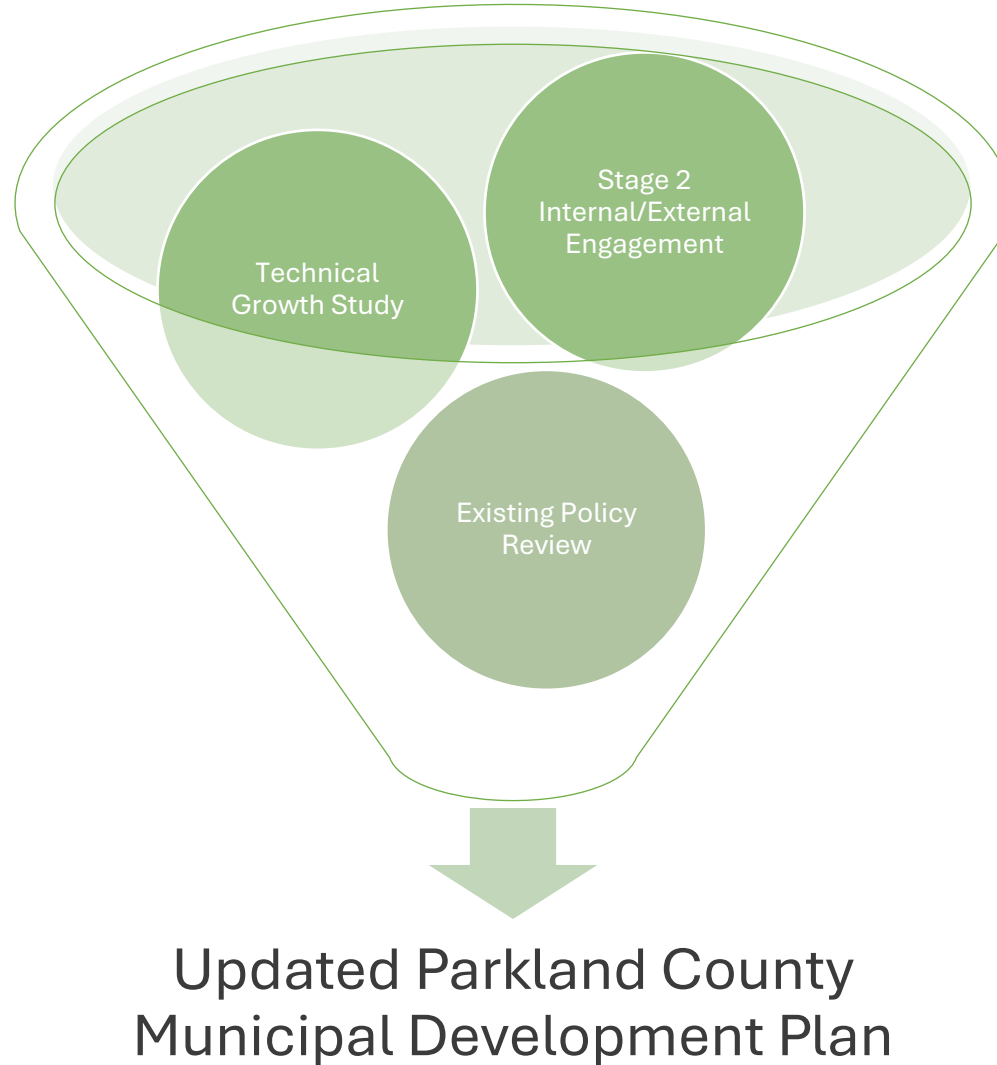 Stage 2
Internal/External
Engagement
Technical
Growth Study
Existing Policy
Review
Updated Parkland County
Municipal Development Plan